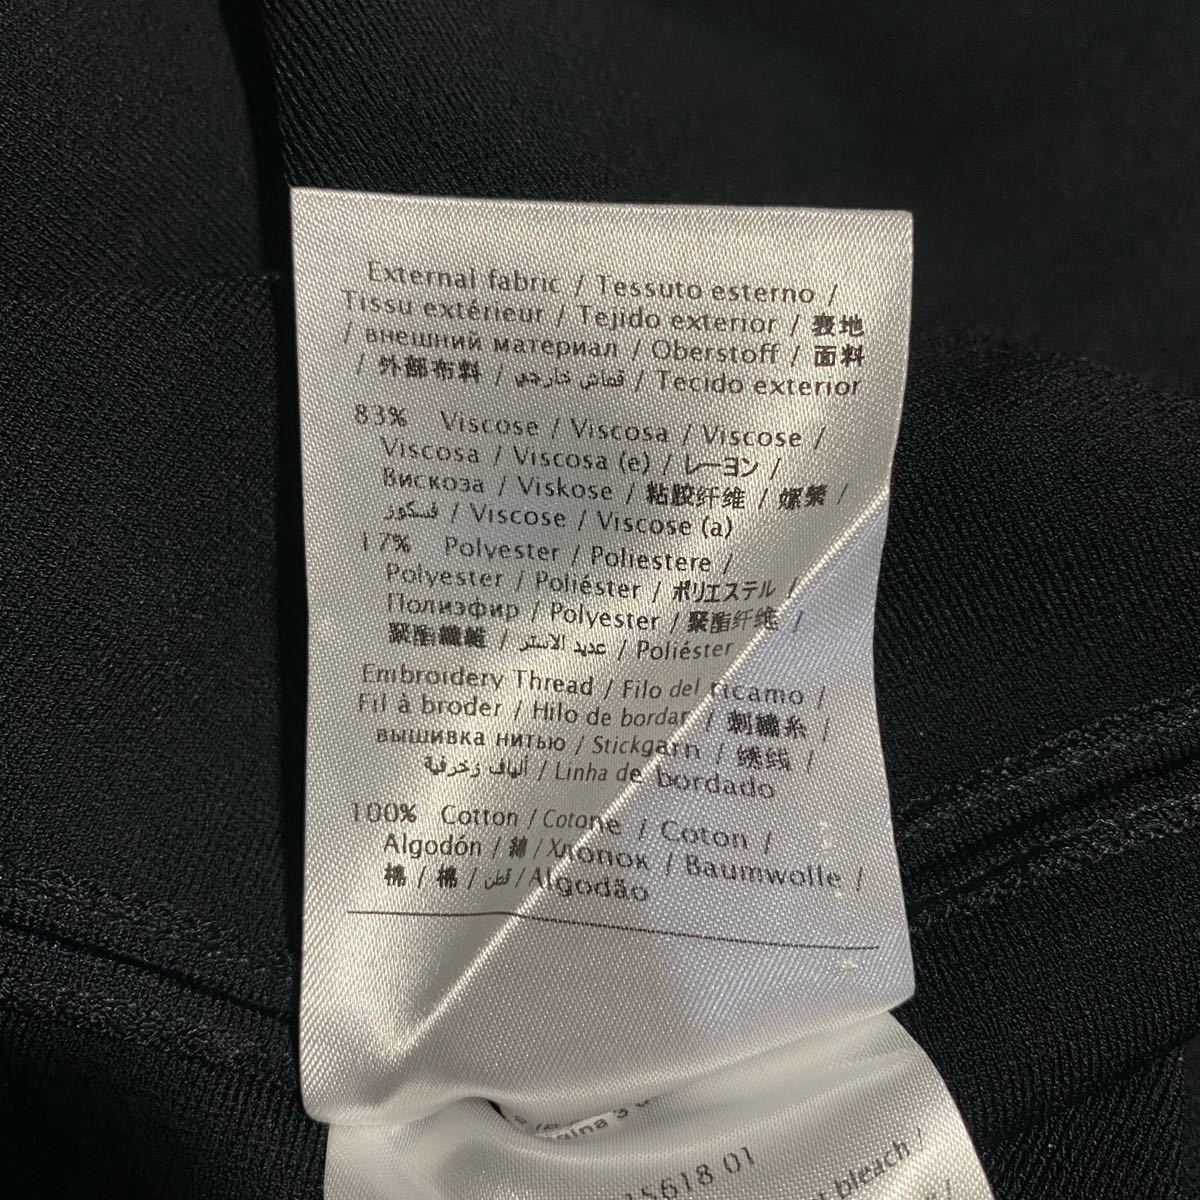 External fabric / Tessuto esterno /
Tissu extérieur / Tejido exterior / 表地
/ внешний материал / Oberstoff / 面料
/ 外部布料 / قماش خارجي / Tecido exterior
83% Viscose / Viscosa / Viscose /
Viscosa / Viscosa (e) / レーヨン /
Вискоза / Viskose / 粘胶纤维 / 嫘縈 /
فسكوز / Viscose / Viscose (a)
17% Polyester / Poliestere /
Polyester / Poliéster / ポリエステル /
Полиэфир / Polyester / 聚酯纤维 /
聚酯纖維 / عديد الاستر / Poliéster
Embroidery Thread / Filo del ricamo /
Fil à broder / Hilo de bordar / 刺繍糸 /
вышивка нитью / Stickgarn / 绣线 /
ألياف زخرفية / Linha de bordado
100% Cotton / Cotone / Coton /
Algodón / 綿 / Хлопок / Baumwolle /
棉 / 棉 / قطن / Algodão
15618 01
bleach /